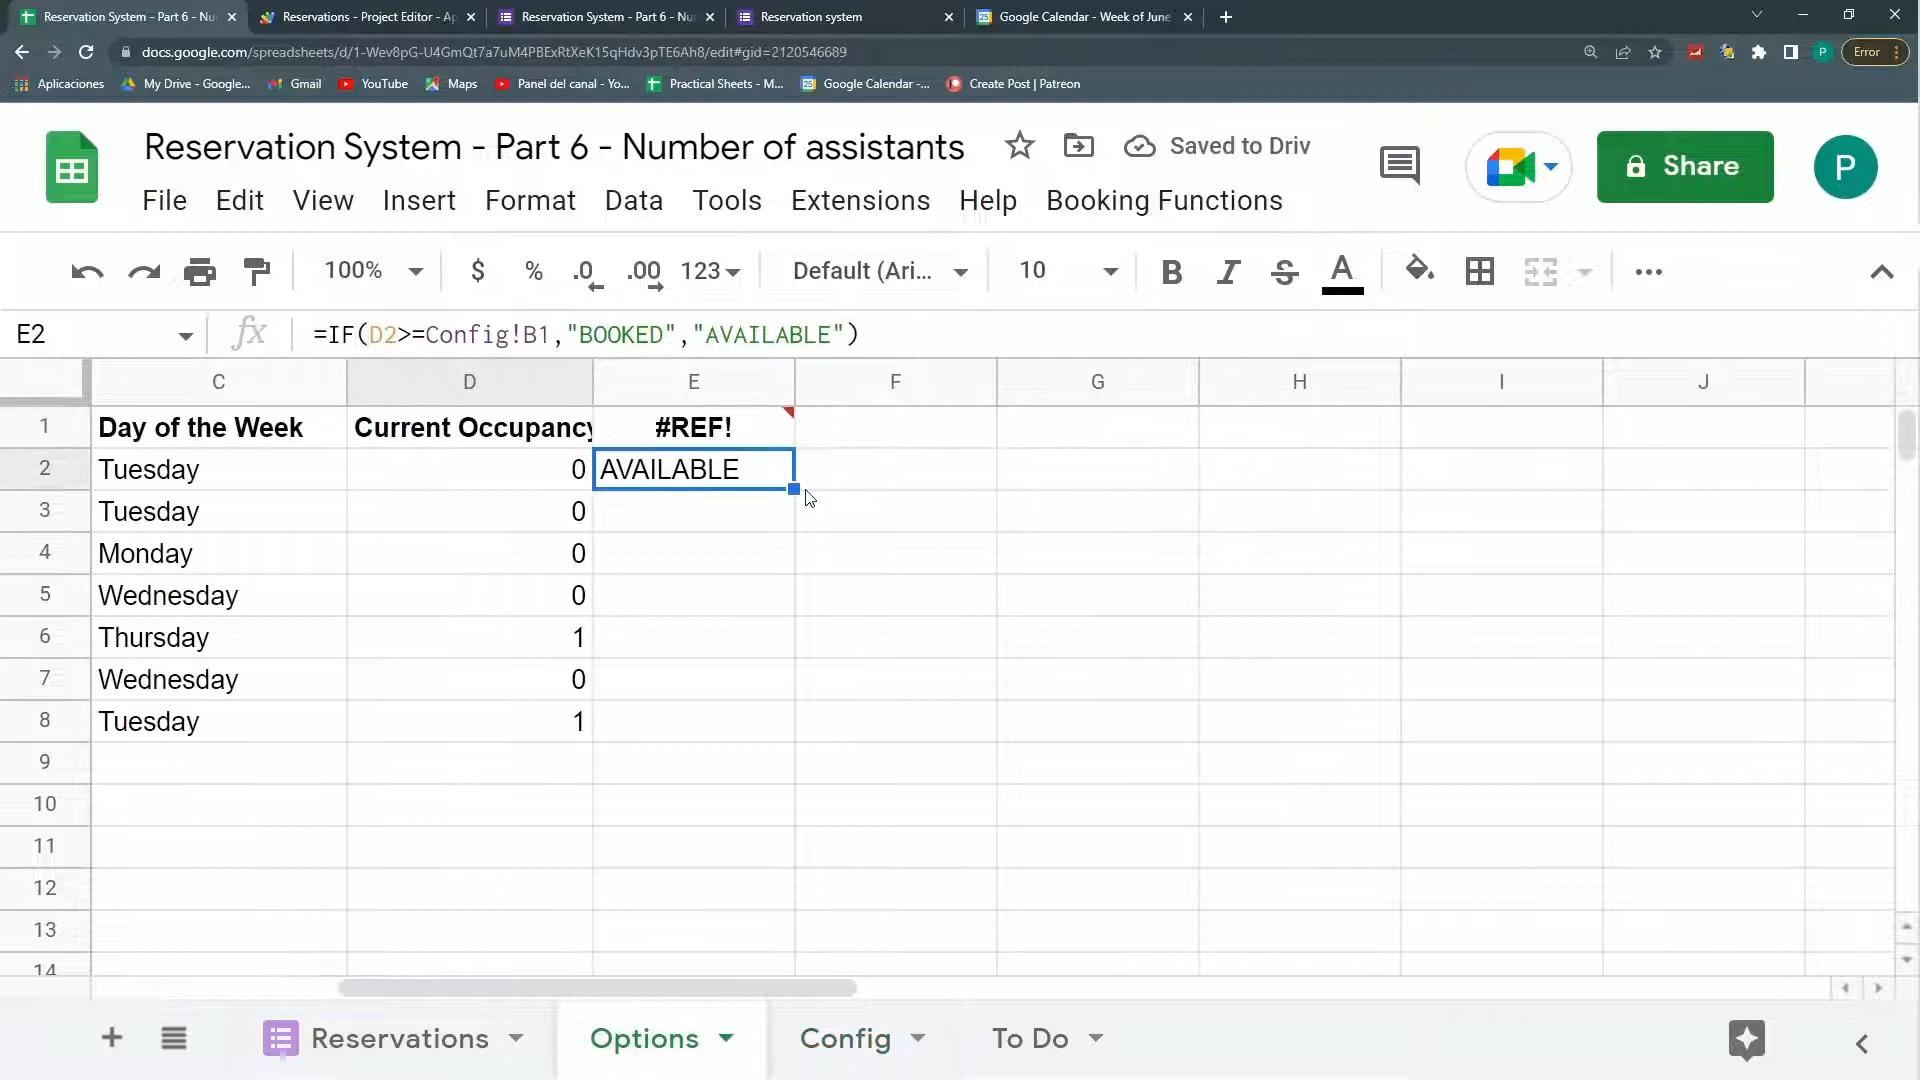 Reservation System - Part 6 - Nu
Reservations - Project Editor - Ap
Reservation System - Part 6 - Nu
Reservation system
Google Calendar - Week of June
docs.google.com/spreadsheets/d/1-Wev8pG-U4GmQt7a7uM4PBExRtXeK15qHdv3pTE6Ah8/edit#gid=2120546689
Error
Aplicaciones
My Drive - Google...
Gmail
YouTube
Maps
Panel del canal - Yo...
Practical Sheets - M...
Google Calendar -...
Create Post | Patreon
Reservation System - Part 6 - Number of assistants
Saved to Driv
Share
P
File Edit View Insert Format Data Tools Extensions Help Booking Functions
100% $ % .0 .00 123 Default (Ari... 10 B I S A
E2 fx =IF(D2>=Config!B1,"BOOKED","AVAILABLE")
C D E F G H I J
1 Day of the Week Current Occupancy #REF!
2 Tuesday 0 AVAILABLE
3 Tuesday 0
4 Monday 0
5 Wednesday 0
6 Thursday 1
7 Wednesday 0
8 Tuesday 1
9
10
11
12
13
14
Reservations Options Config To Do